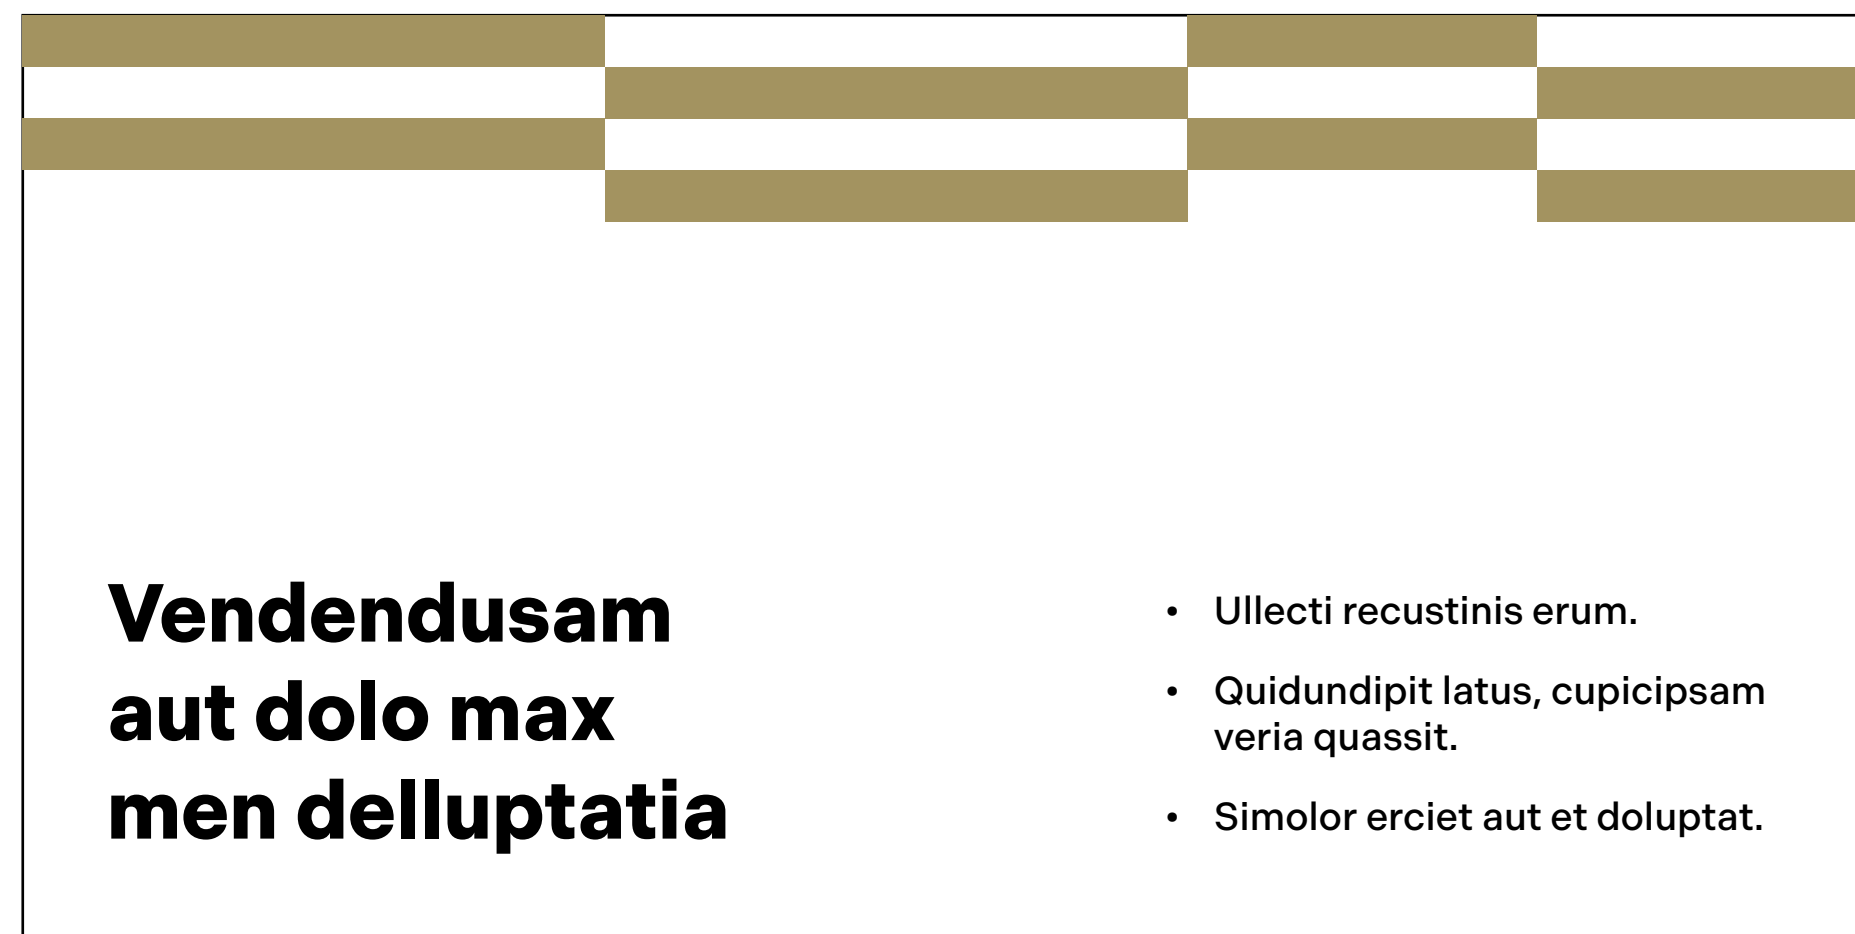 Vendendusam
aut dolo max
men delluptatia
• Ullecti recustinis erum.
• Quidundipit latus, cupicipsam
veria quassit.
• Simolor erciet aut et doluptat.